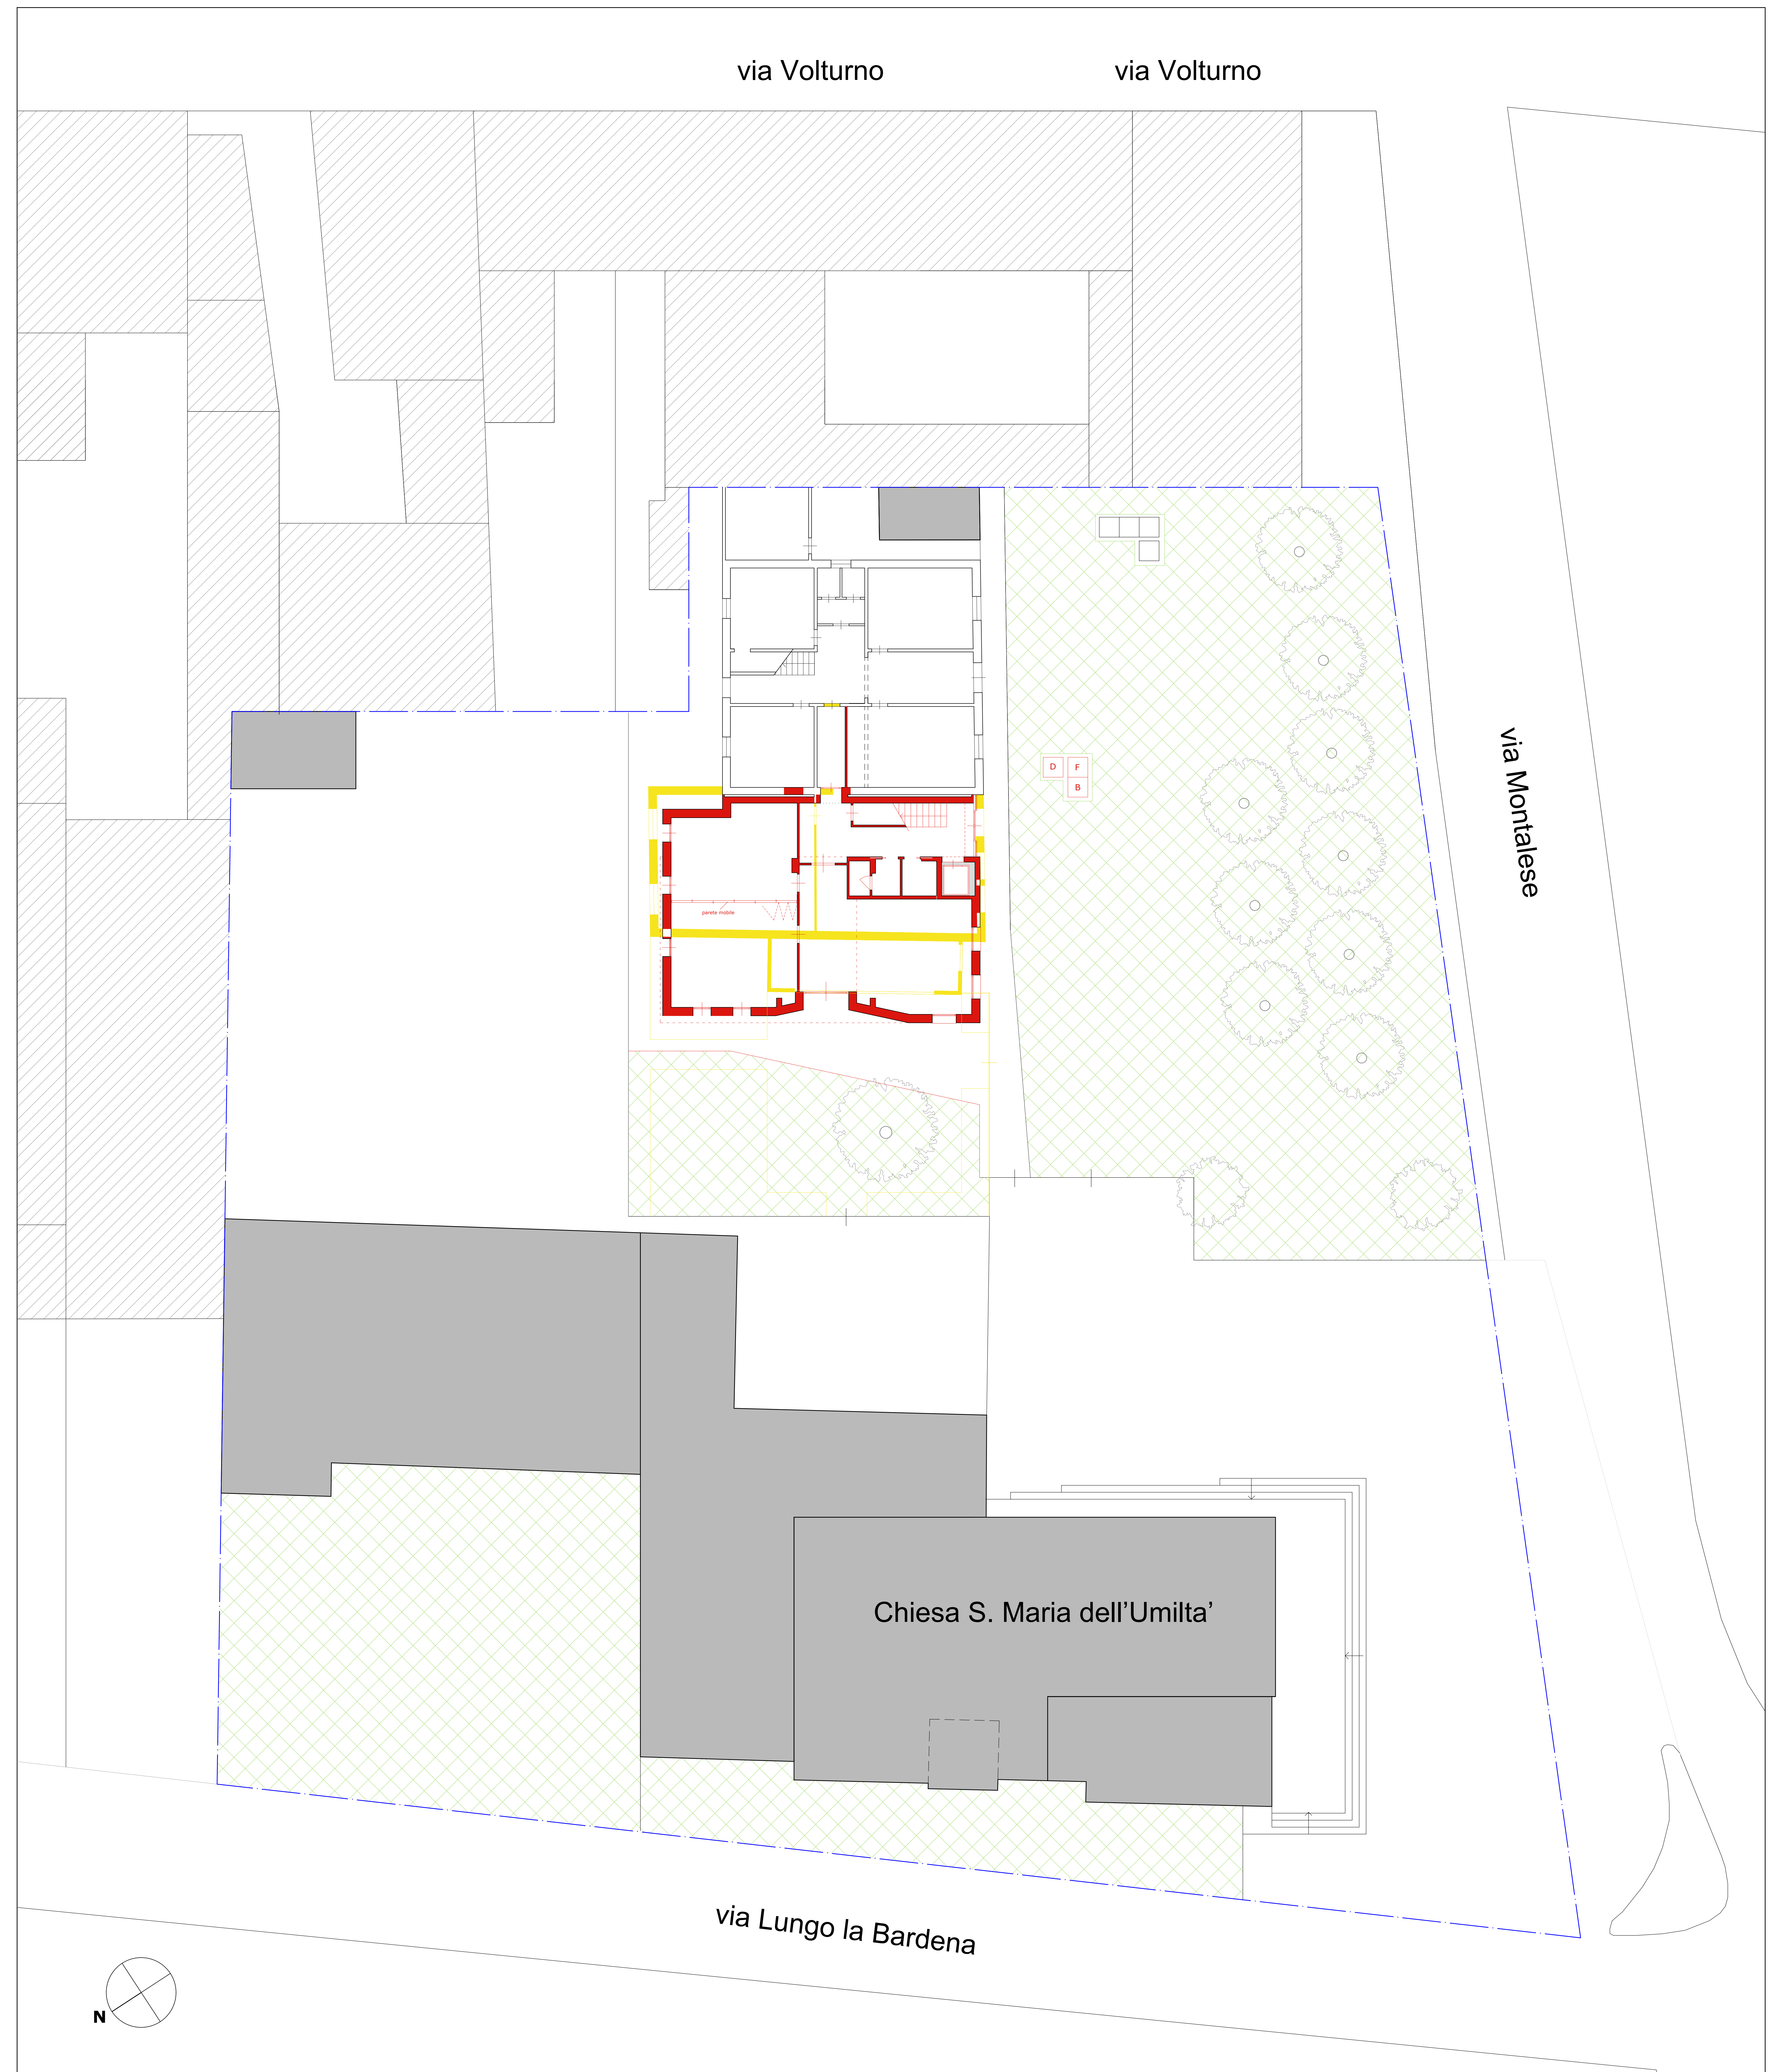 via Volturno
via Volturno
via Montalese
D
F
B
parete mobile
Chiesa S. Maria dell’Umilta’
via Lungo la Bardena
N